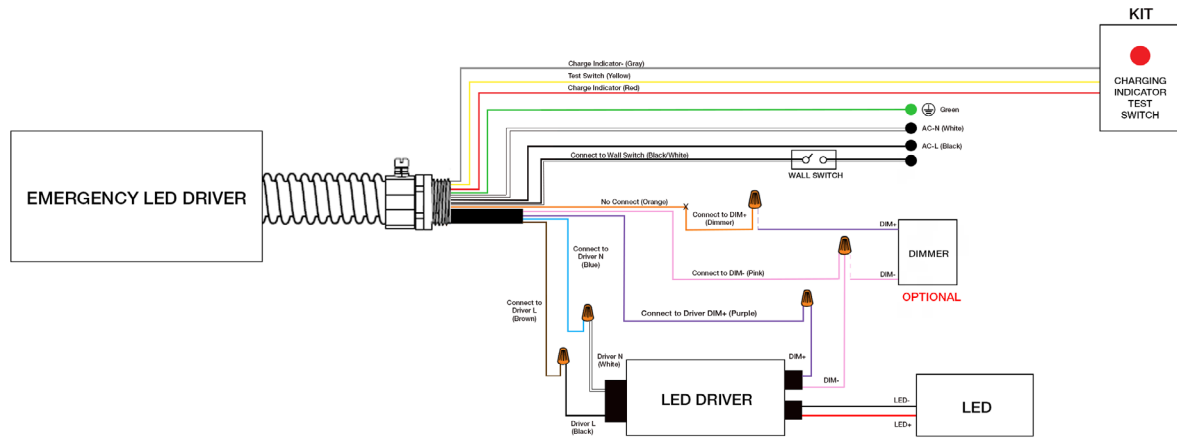 KIT
CHARGING
INDICATOR
TEST
SWITCH
Charge Indicator- (Gray)
Test Switch (Yellow)
Charge Indicator (Red)
Green
AC-N (White)
AC-L (Black)
Connect to Wall Switch (Black/White)
WALL SWITCH
EMERGENCY LED DRIVER
No Connect (Orange)
X
Connect to DIM+
(Dimmer)
DIM+
DIMMER
DIM-
OPTIONAL
Connect to
Driver N
(Blue)
Connect to DIM- (Pink)
Connect to
Driver L
(Brown)
Connect to Driver DIM+ (Purple)
Driver N
(White)
DIM+
DIM-
LED DRIVER
LED-
LED+
LED
Driver L
(Black)